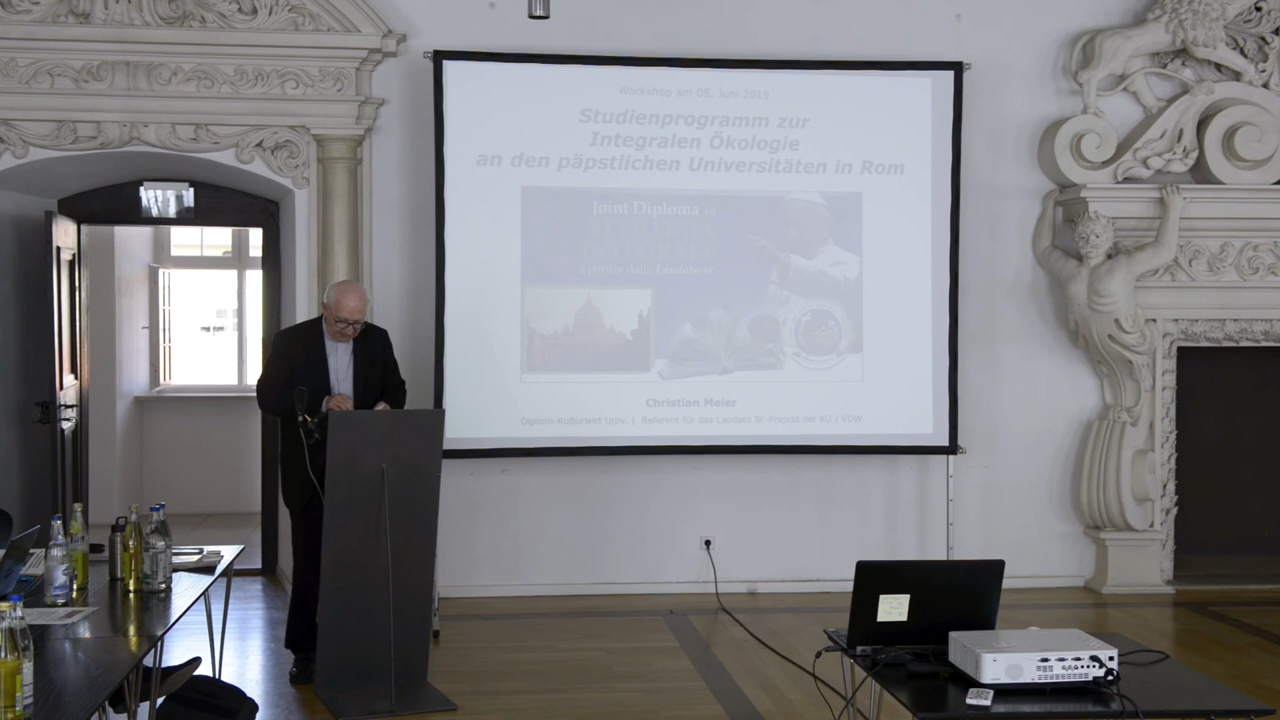 Workshop am 05. Juni 2019
Studienprogramm zur
Integralen Ökologie
an den päpstlichen Universitäten in Rom
Joint Diploma in
a partire dalla Laudato si'
Christian Meier
Diplom-Kulturwirt Univ. | Referent für das Laudato Si'-Projekt der KU / VDW